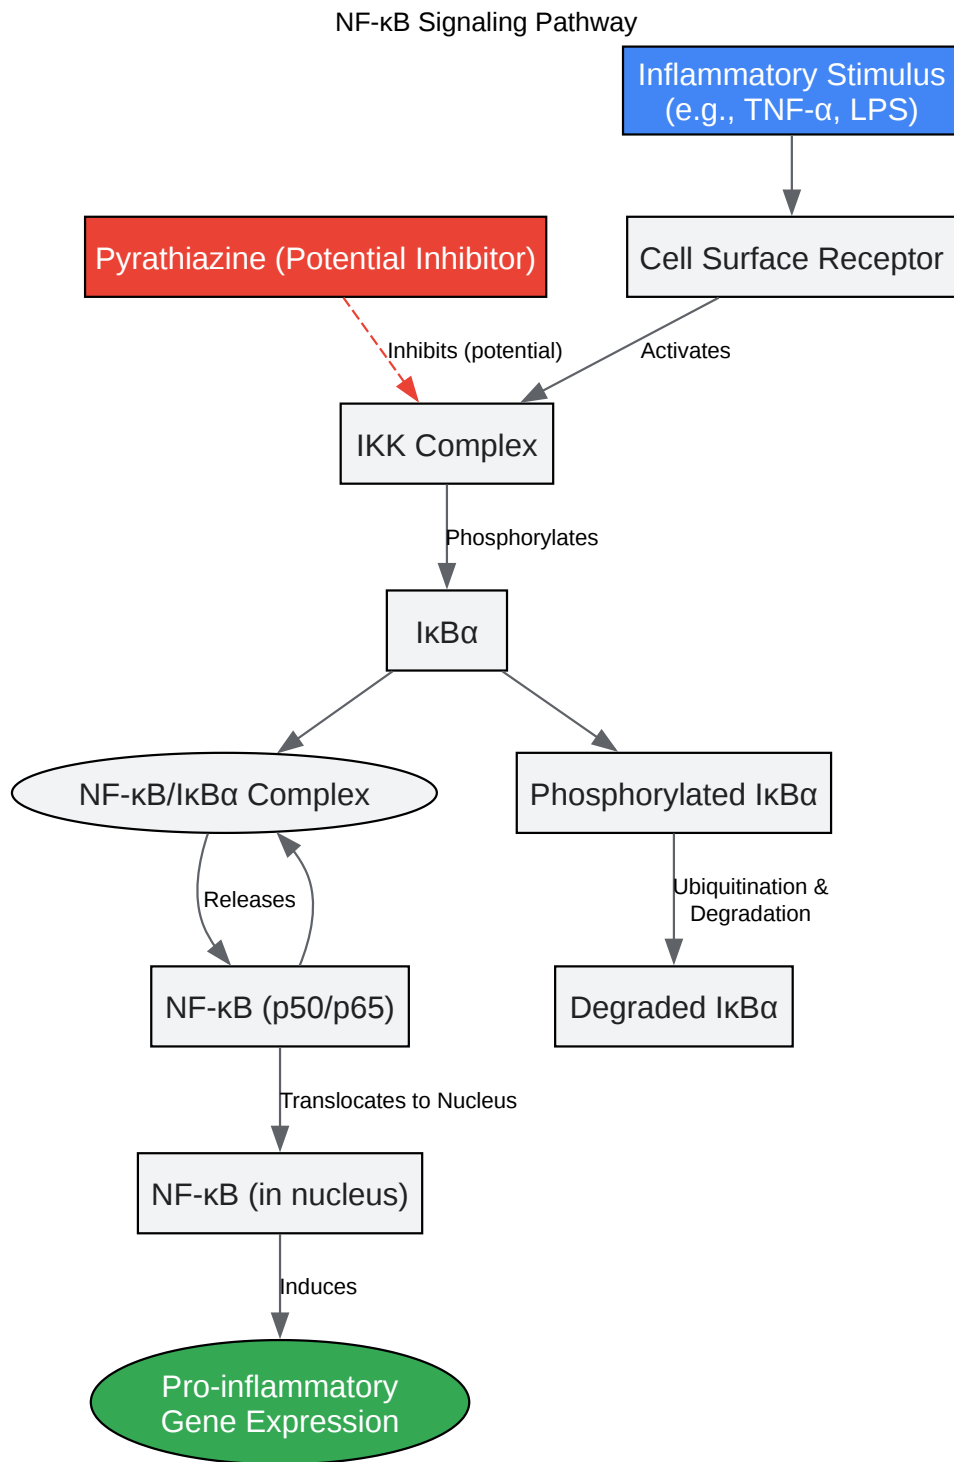 NF-κB Signaling Pathway
Inflammatory Stimulus
(e.g., TNF-α, LPS)
Pyrathiazine (Potential Inhibitor)
Cell Surface Receptor
Inhibits (potential)
Activates
IKK Complex
Phosphorylates
IκBα
NF-κB/IκBα Complex
Phosphorylated IκBα
Releases
Ubiquitination &
Degradation
NF-κB (p50/p65)
Degraded IκBα
Translocates to Nucleus
NF-κB (in nucleus)
Induces
Pro-inflammatory
Gene Expression